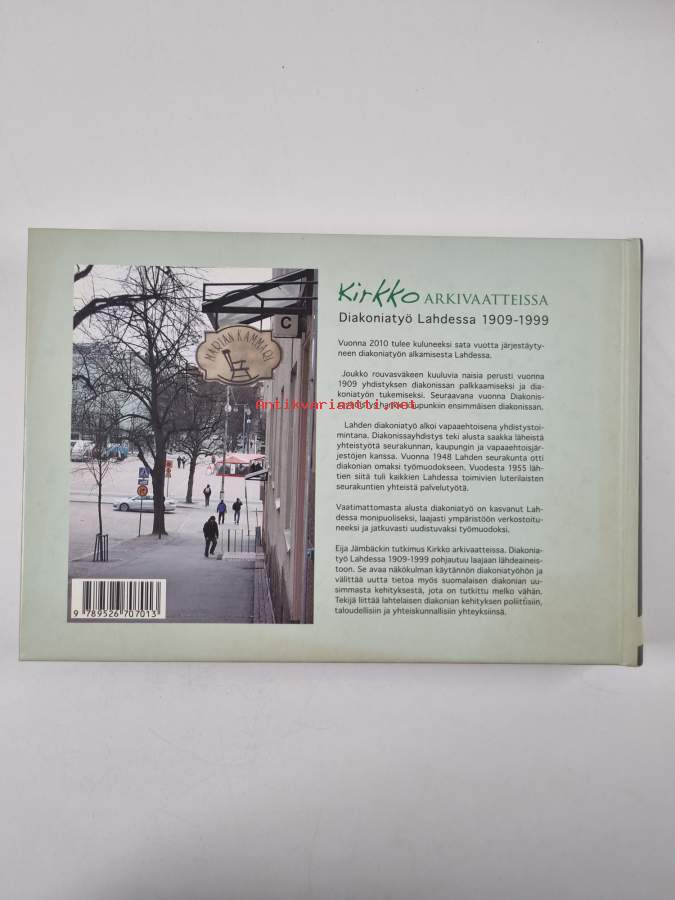 Kirkko ARKIVAATTEISSA
Diakoniatyö Lahdessa 1909-1999
Vuonna 2010 tulee kuluneeksi sata vuotta järjestäyty-
neen diakoniatyön alkamisesta Lahdessa.
Joukko rouvasväkeen kuuluvia naisia perusti vuonna
1909 yhdistyksen diakonissan palkkaamiseksi ja dia-
koniatyön tukemiseksi. Seuraavana vuonna Diakonis-
kaupunkiin ensimmäisen diakonissan.
Antikvariaatti.net
Lahden diakoniatyö alkoi vapaaehtoisena yhdistystoi-
mintana. Diakonissayhdistys teki alusta saakka läheistä
yhteistyötä seurakunnan, kaupungin ja vapaaehtoisjär-
jestöjen kanssa. Vuonna 1948 Lahden seurakunta otti
diakonian omaksi työmuodokseen. Vuodesta 1955 läh-
tien siitä tuli kaikkien Lahdessa toimivien luterilaisten
seurakuntien yhteistä palvelutyötä.
Vaatimattomasta alusta diakoniatyö on kasvanut Lah-
dessa monipuoliseksi, laajasti ympäristöön verkostoitu-
neeksi ja jatkuvasti uudistuvaksi työmuodoksi.
Eija Jämbäckin tutkimus Kirkko arkivaatteissa. Diakonia-
työ Lahdessa 1909-1999 pohjautuu laajaan lähdeaineis-
toon. Se avaa näkökulman käytännön diakoniatyöhön ja
välittää uutta tietoa myös suomalaisen diakonian uu-
simmasta kehityksestä, jota on tutkittu melko vähän.
Tekijä liittää lahtelaisen diakonian kehityksen poliittisiin,
taloudellisiin ja yhteiskunnallisiin yhteyksiinsä.
C
MARIAN KAMMARI
9 789526 707013